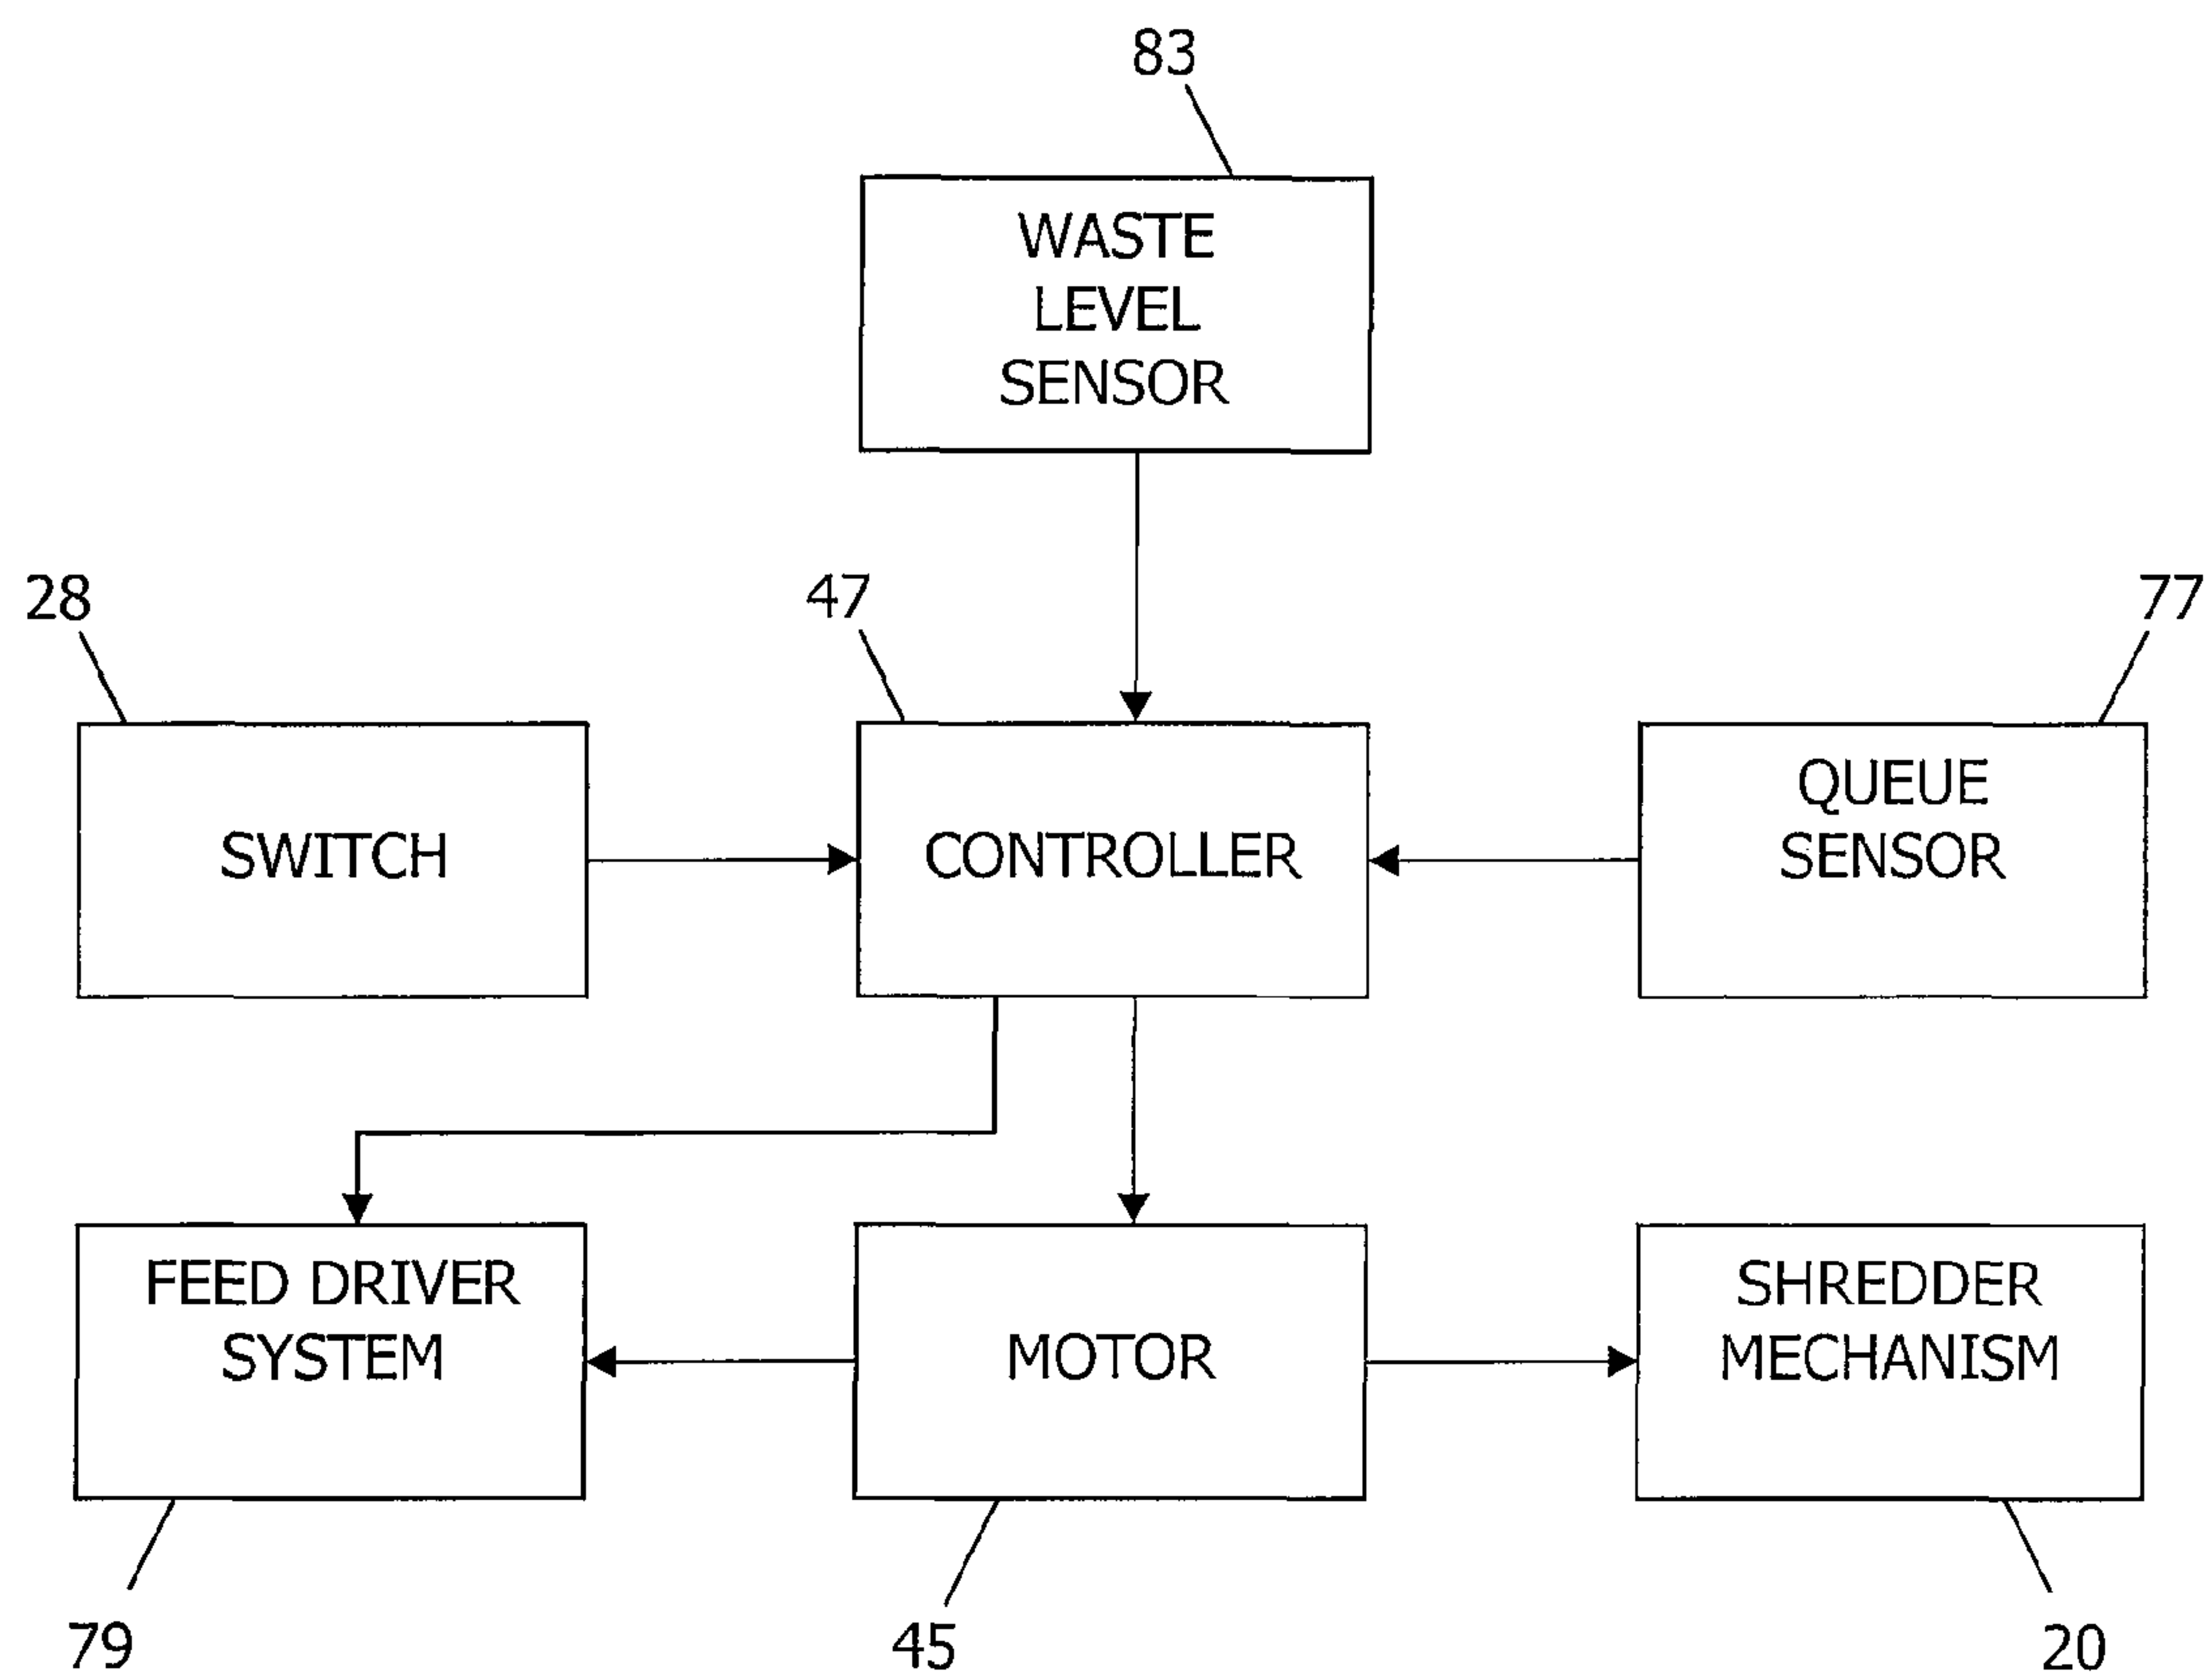 83
WASTE
LEVEL
SENSOR
28
47
77
SWITCH
CONTROLLER
QUEUE
SENSOR
FEED DRIVER
SYSTEM
MOTOR
SHREDDER
MECHANISM
79
45
20